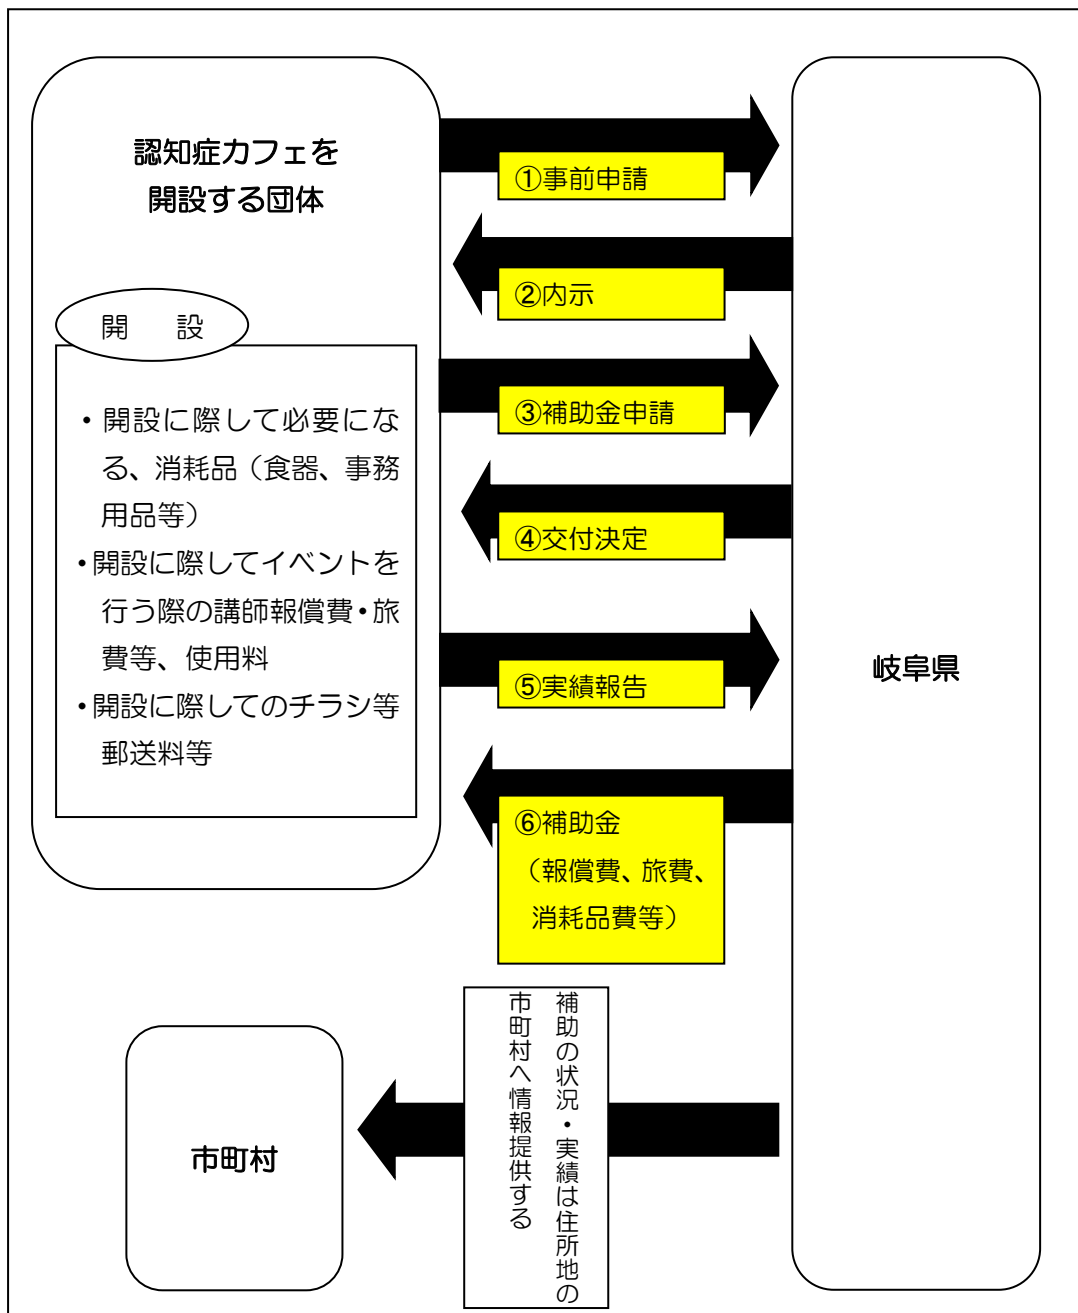 認知症カフェを
開設する団体
開　設
・開設に際して必要にな
る、消耗品（食器、事務
用品等）
・開設に際してイベントを
行う際の講師報償費・旅
費等、使用料
・開設に際してのチラシ等
郵送料等
①事前申請
②内示
③補助金申請
④交付決定
⑤実績報告
⑥補助金
（報償費、旅費、
消耗品費等）
岐阜県
補助の状況・実績は住所地の
市町村へ情報提供する
市町村